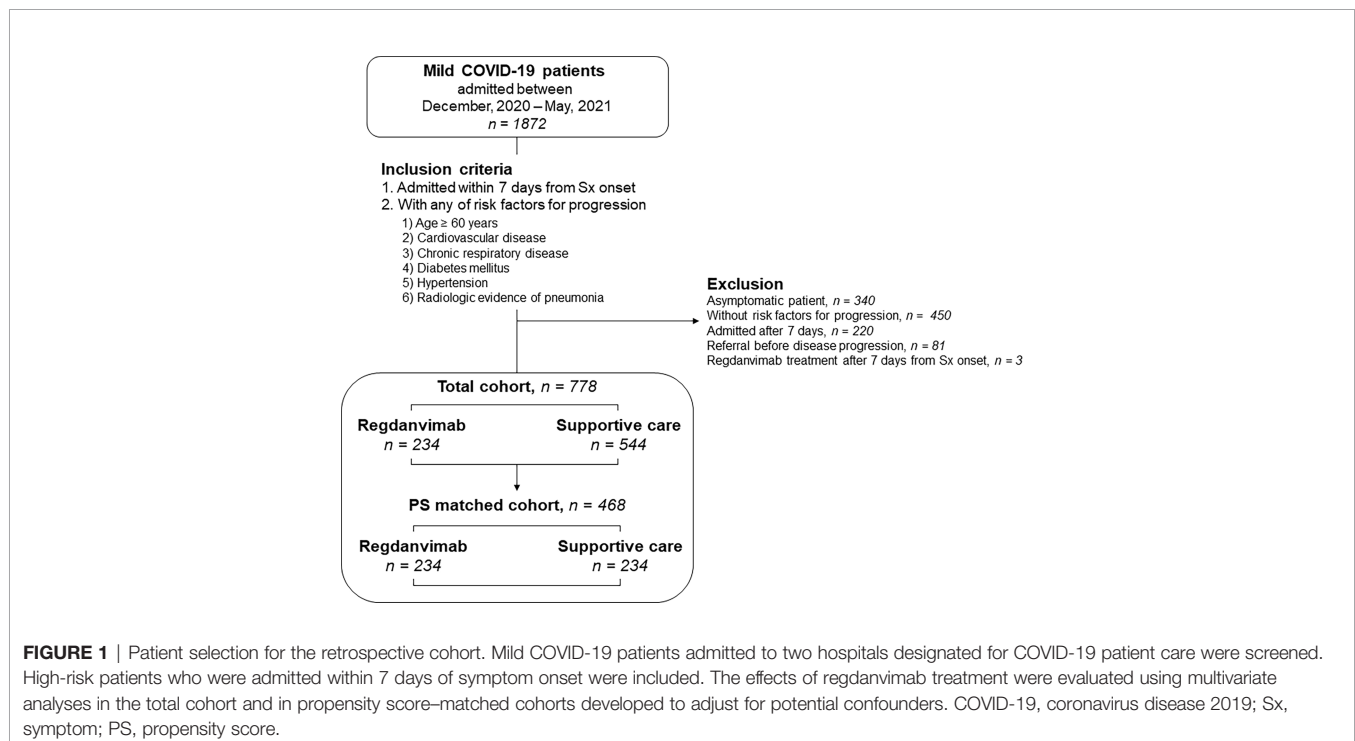 Mild COVID-19 patients
admitted between
December, 2020 – May, 2021
n = 1872
Inclusion criteria
1. Admitted within 7 days from Sx onset
2. With any of risk factors for progression
1) Age ≥ 60 years
2) Cardiovascular disease
3) Chronic respiratory disease
4) Diabetes mellitus
5) Hypertension
6) Radiologic evidence of pneumonia
Exclusion
Asymptomatic patient, n = 340
Without risk factors for progression, n = 450
Admitted after 7 days, n = 220
Referral before disease progression, n = 81
Regdanvimab treatment after 7 days from Sx onset, n = 3
Total cohort, n = 778
Regdanvimab Supportive care
n = 234 n = 544
PS matched cohort, n = 468
Regdanvimab Supportive care
n = 234 n = 234
FIGURE 1 | Patient selection for the retrospective cohort. Mild COVID-19 patients admitted to two hospitals designated for COVID-19 patient care were screened.
High-risk patients who were admitted within 7 days of symptom onset were included. The effects of regdanvimab treatment were evaluated using multivariate
analyses in the total cohort and in propensity score–matched cohorts developed to adjust for potential confounders. COVID-19, coronavirus disease 2019; Sx,
symptom; PS, propensity score.